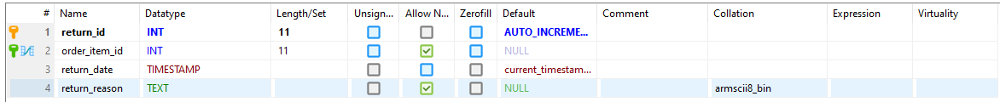 # Name Datatype Length/Set Unsign... Allow N... Zerofill Default Comment Collation Expression Virtuality
1 return_id INT 11 AUTO_INCREME...
2 order_item_id INT 11 NULL
3 return_date TIMESTAMP current_timestam...
4 return_reason TEXT NULL armscii8_bin